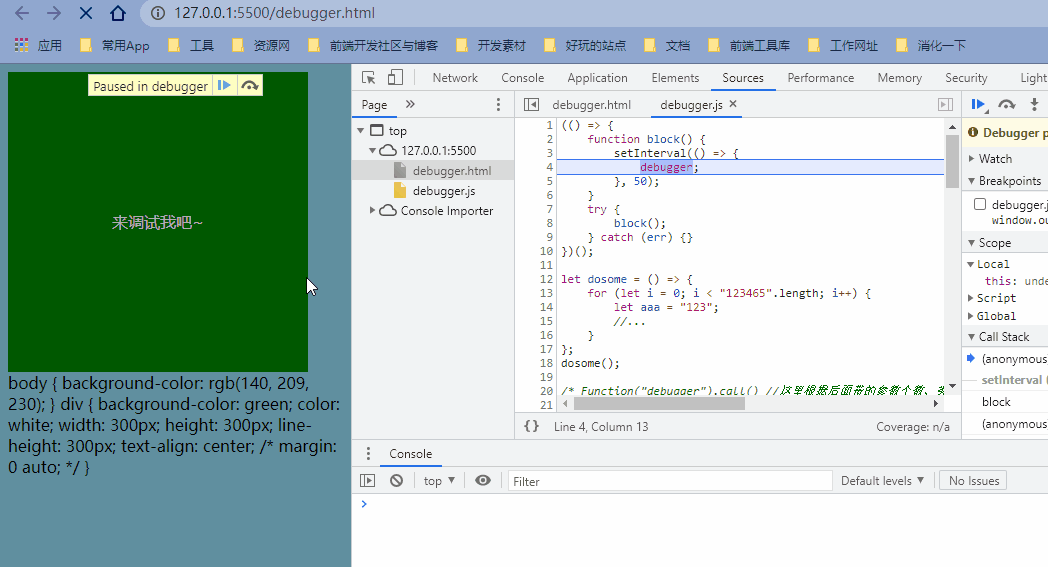 127.0.0.1:5500/debugger.html
应用 常用App 工具 资源网 前端开发社区与博客 开发素材 好玩的站点 文档 前端工具库 工作网址 消化一下
Paused in debugger
来调试我吧~
body { background-color: rgb(140, 209,
230); } div { background-color: green; color:
white; width: 300px; height: 300px; line-
height: 300px; text-align: center; /* margin:
0 auto; */ }
Network Console Application Elements Sources Performance Memory Security Light
Page »
top
127.0.0.1:5500
debugger.html
debugger.js
Console Importer
debugger.html debugger.js ×
1 (() => {
2 function block() {
3 setInterval(() => {
4 debugger;
5 }, 50);
6 }
7 try {
8 block();
9 } catch (err) {}
10 })();
11
12 let dosome = () => {
13 for (let i = 0; i < "123465".length; i++) {
14 let aaa = "123";
15 //...
16 }
17 };
18 dosome();
19
20 /* Function("debugger").call() //这里根据后面带的参数个数、
21
{} Line 4, Column 13 Coverage: n/a
Debugger p
Watch
Breakpoints
debugger.j
window.ou
Scope
Local
this: unde
Script
Global
Call Stack
(anonymous
setInterval (
block
(anonymous
Console
top Filter Default levels No Issues